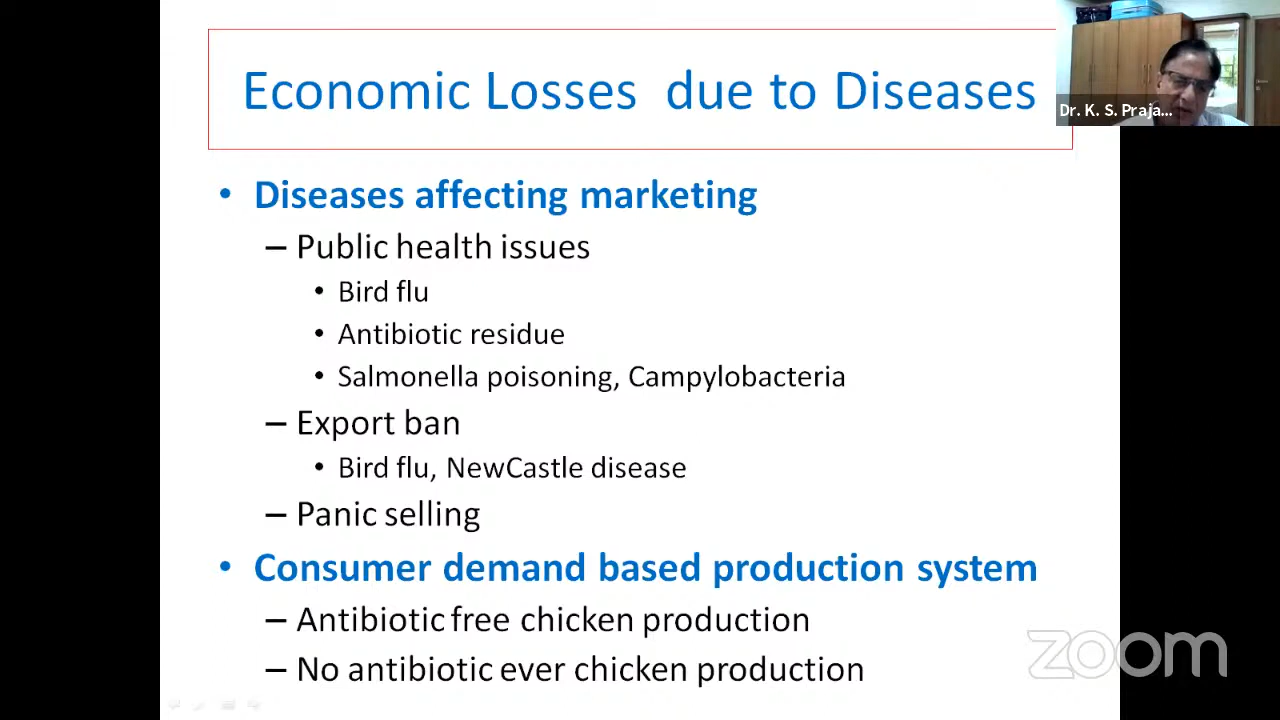 Economic Losses due to Diseases
Dr. K. S. Praja...
• Diseases affecting marketing
– Public health issues
• Bird flu
• Antibiotic residue
• Salmonella poisoning, Campylobacteria
– Export ban
• Bird flu, NewCastle disease
– Panic selling
• Consumer demand based production system
– Antibiotic free chicken production
– No antibiotic ever chicken production
zoom